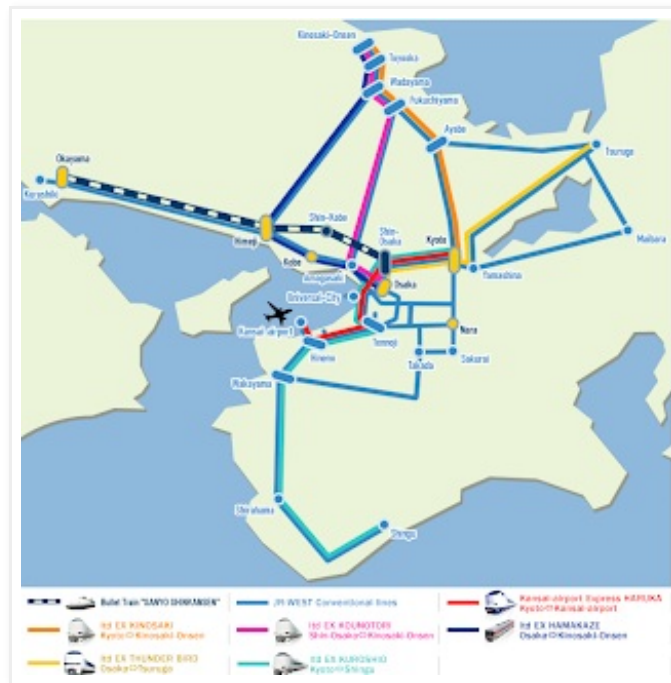 Kinosaki-Onsen
Toyooka
Wadayama
Fukuchiyama
Ayabe
Tsuruga
Okayama
Kurashiki
Shin-Kobe
Shin-
Osaka
Kyoto
Maibara
Himeji
Kobe
Amagasaki
Osaka
Yamashina
Universal-City
Kansai airport
Nara
Hineno
Tennoji
Takada
Sakurai
Wakayama
Shirahama
Shingu
Bullet Train "SANYO SHINKANSEN"
JR-WEST Conventional lines
Kansai-airport Express HARUKA
Kyoto⇔Kansai-airport
ltd EX KINOSAKI
Kyoto⇔Kinosaki-Onsen
ltd EX KOUNOTORI
Shin-Osaka⇔Kinosaki-Onsen
ltd EX HAMAKAZE
Osaka⇔Kinosaki-Onsen
ltd EX THUNDER BIRD
Osaka⇔Tsuruga
ltd EX KUROSHIO
Kyoto⇔Shingu